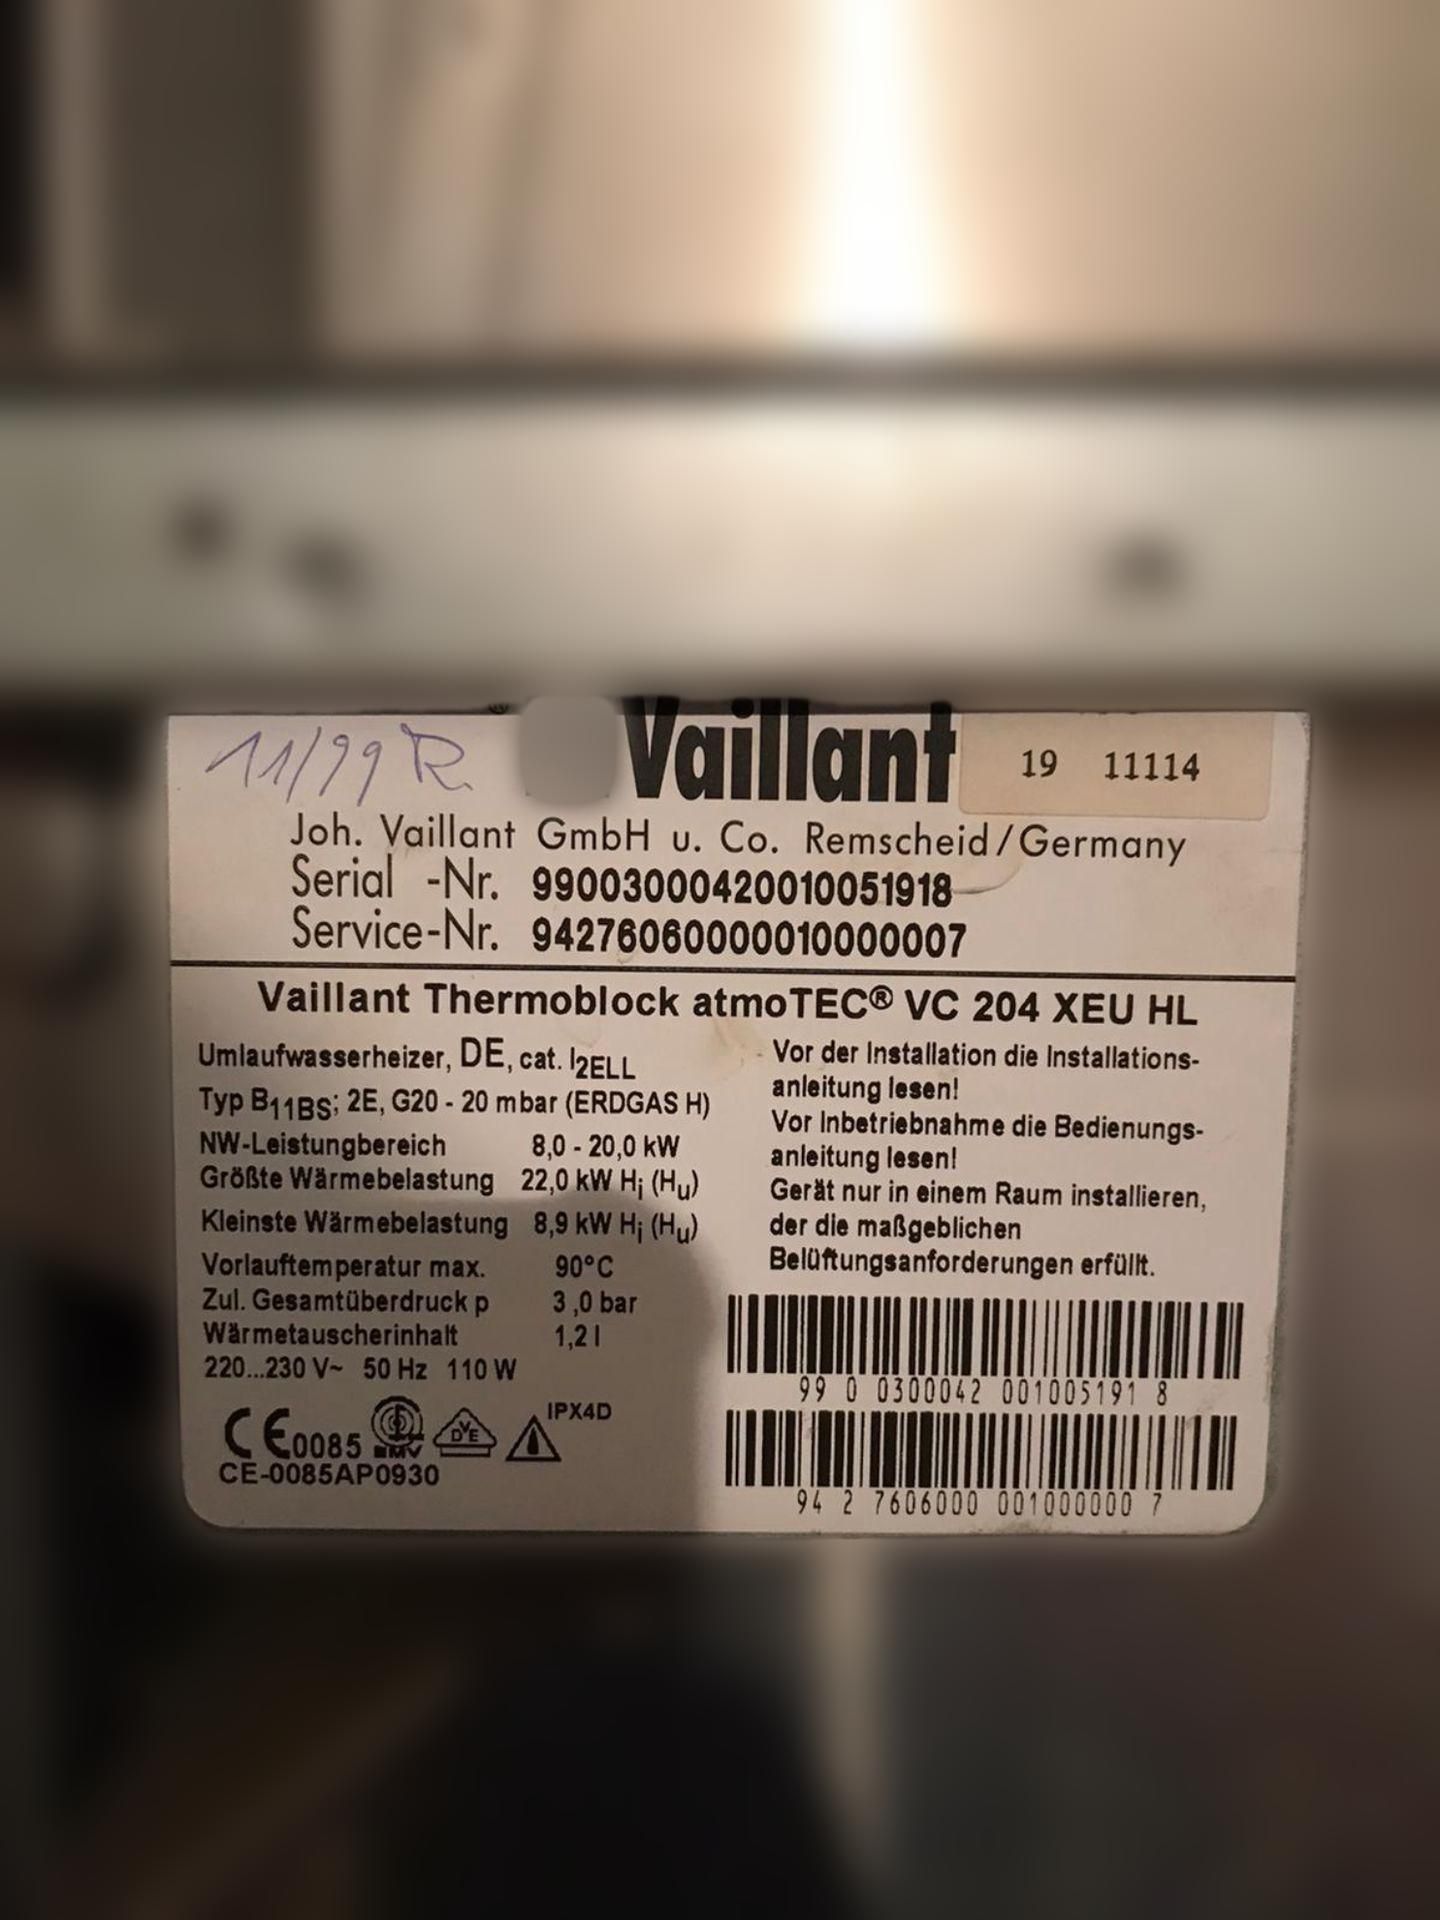 11/99 R.
Vaillant
19 11114
Joh. Vaillant GmbH u. Co. Remscheid/Germany
Serial -Nr. 99003000420010051918
Service-Nr. 94276060000010000007
Vaillant Thermoblock atmoTEC® VC 204 XEU HL
Umlaufwasserheizer, DE, cat. I2ELL
Typ B11BS; 2E, G20 - 20 mbar (ERDGAS H)
NW-Leistungbereich 8,0 - 20,0 kW
Größte Wärmebelastung 22,0 kW Hi (Hu)
Kleinste Wärmebelastung 8,9 kW Hi (Hu)
Vorlauftemperatur max. 90°C
Zul. Gesamtüberdruck p 3 ,0 bar
Wärmetauscherinhalt 1,2 l
220...230 V~ 50 Hz 110 W
CE0085
DVE
IPX4D
CE-0085AP0930
Vor der Installation die Installations-
anleitung lesen!
Vor Inbetriebnahme die Bedienungs-
anleitung lesen!
Gerät nur in einem Raum installieren,
der die maßgeblichen
Belüftungsanforderungen erfüllt.
99 0 0300042 001005191 8
94 2 7606000 001000000 7